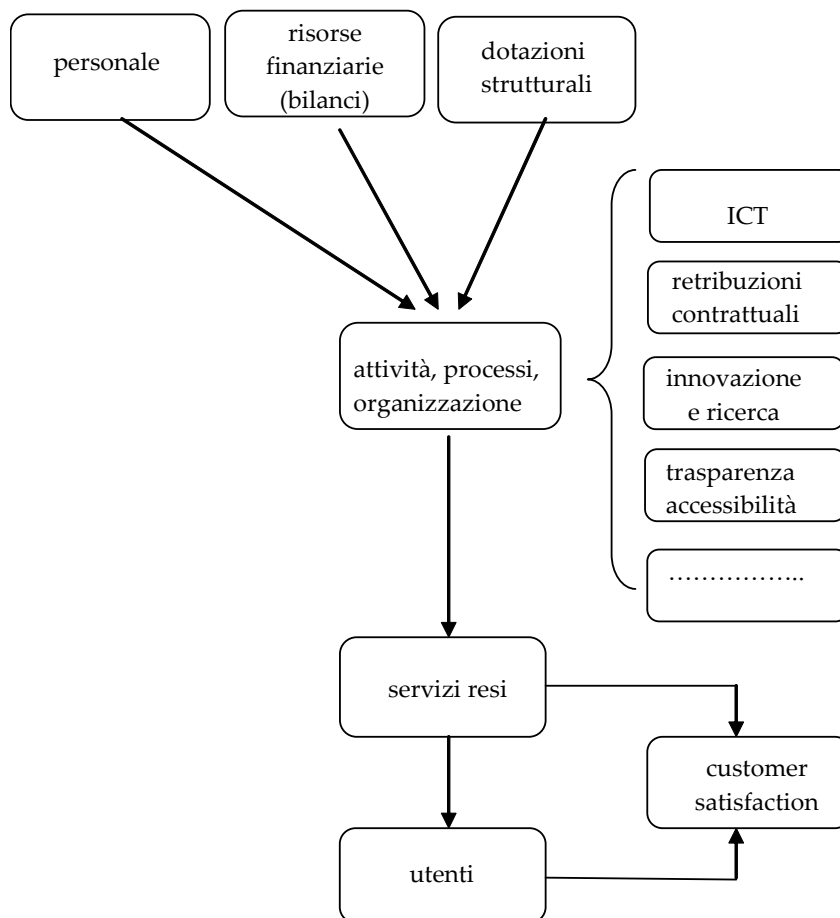 personale
risorse
finanziarie
(bilanci)
dotazioni
strutturali
ICT
retribuzioni
contrattuali
attività, processi,
organizzazione
innovazione
e ricerca
trasparenza
accessibilità
……………..
servizi resi
customer
satisfaction
utenti